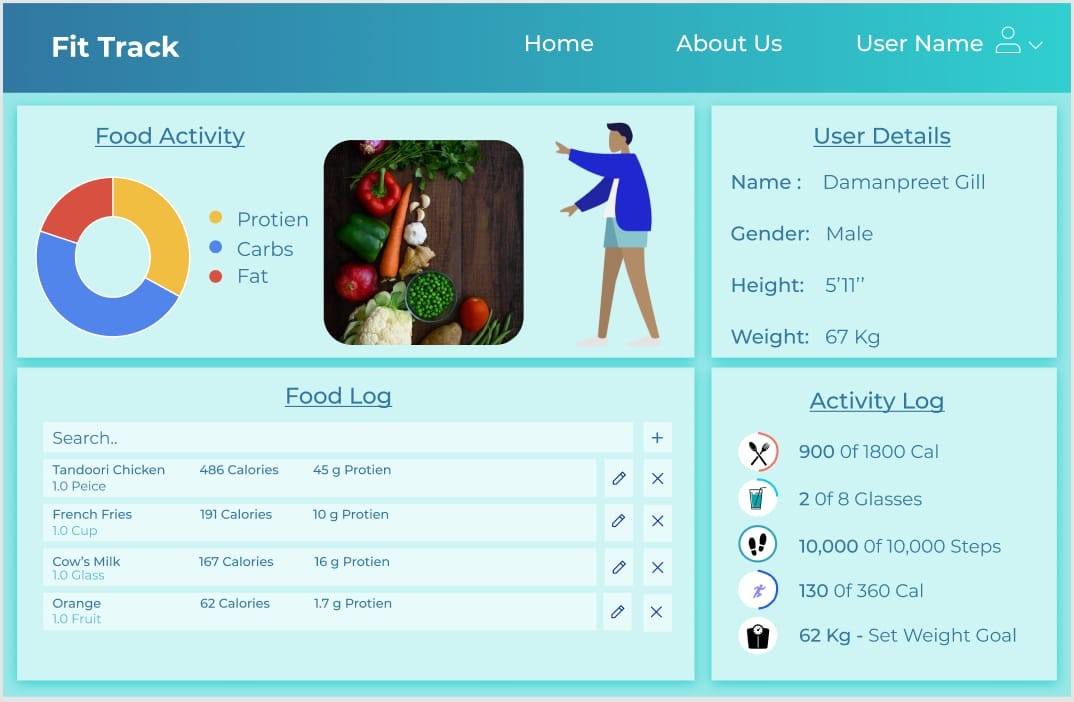 Fit Track
Home
About Us
User Name
Food Activity
Protien
Carbs
Fat
User Details
Name : Damanpreet Gill
Gender: Male
Height: 5’11’’
Weight: 67 Kg
Food Log
Search..
+
Tandoori Chicken 486 Calories 45 g Protien
1.0 Peice
French Fries 191 Calories 10 g Protien
1.0 Cup
Cow’s Milk 167 Calories 16 g Protien
1.0 Glass
Orange 62 Calories 1.7 g Protien
1.0 Fruit
Activity Log
900 0f 1800 Cal
2 0f 8 Glasses
10,000 0f 10,000 Steps
130 0f 360 Cal
62 Kg - Set Weight Goal